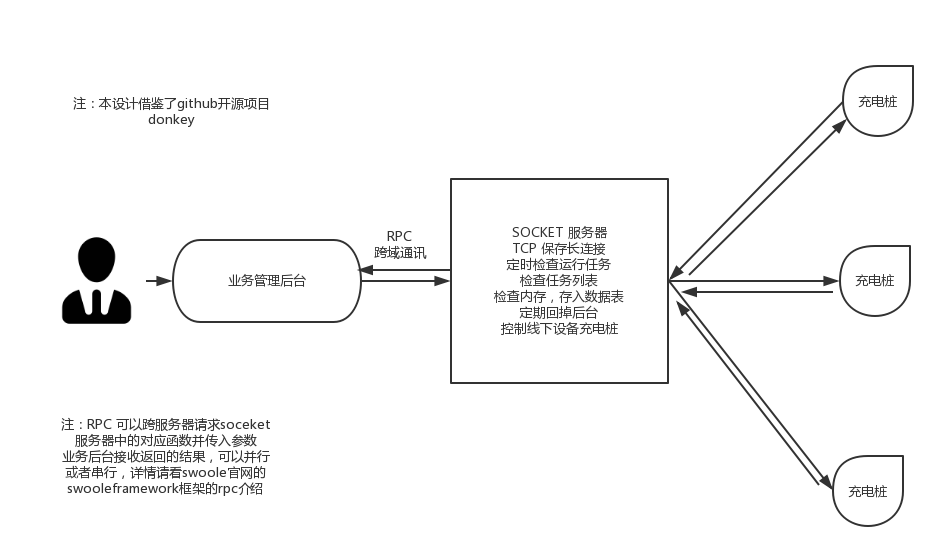 注：本设计借鉴了github开源项目
donkey
充电桩
RPC
跨域通讯
业务管理后台
SOCKET 服务器
TCP 保存长连接
定时检查运行任务
检查任务列表
检查内存，存入数据表
定期回掉后台
控制线下设备充电桩
充电桩
注：RPC 可以跨服务器请求soceket
服务器中的对应函数并传入参数
业务后台接收返回的结果，可以并行
或者串行，详情请看swoole官网的
swooleframework框架的rpc介绍
充电桩